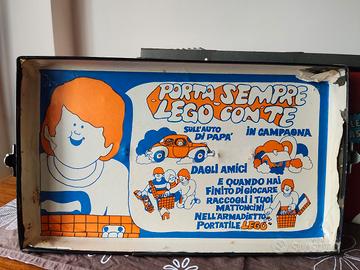 PORTA SEMPRE
LEGO CON TE
SULL'AUTO
DI PAPA'
IN CAMPAGNA
DAGLI AMICI
E QUANDO HAI
FINITO DI GIOCARE
RACCOGLI I TUOI
MATTONCINI
NELL'ARMADIETTO
PORTATILE LEGO
subito